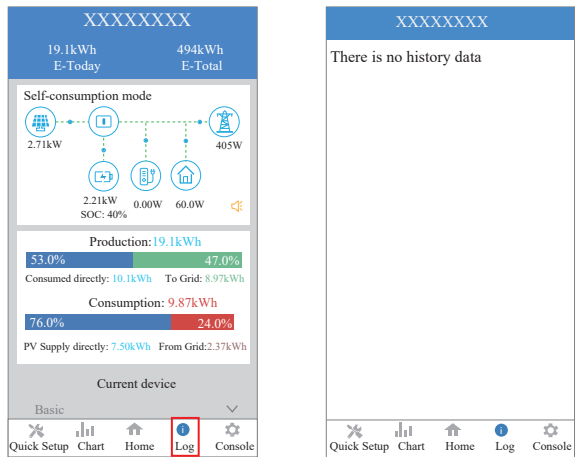 XXXXXXXX
19.1kWh 494kWh
E-Today E-Total
Self-consumption mode
2.71kW 405W
2.21kW 0.00W 60.0W
SOC: 40%
Production:19.1kWh
53.0% 47.0%
Consumed directly: 10.1kWh To Grid: 8.97kWh
Consumption: 9.87kWh
76.0% 24.0%
PV Supply directly: 7.50kWh From Grid:2.37kWh
Current device
Basic
Quick Setup Chart Home Log Console
XXXXXXXX
There is no history data
Quick Setup Chart Home Log Console